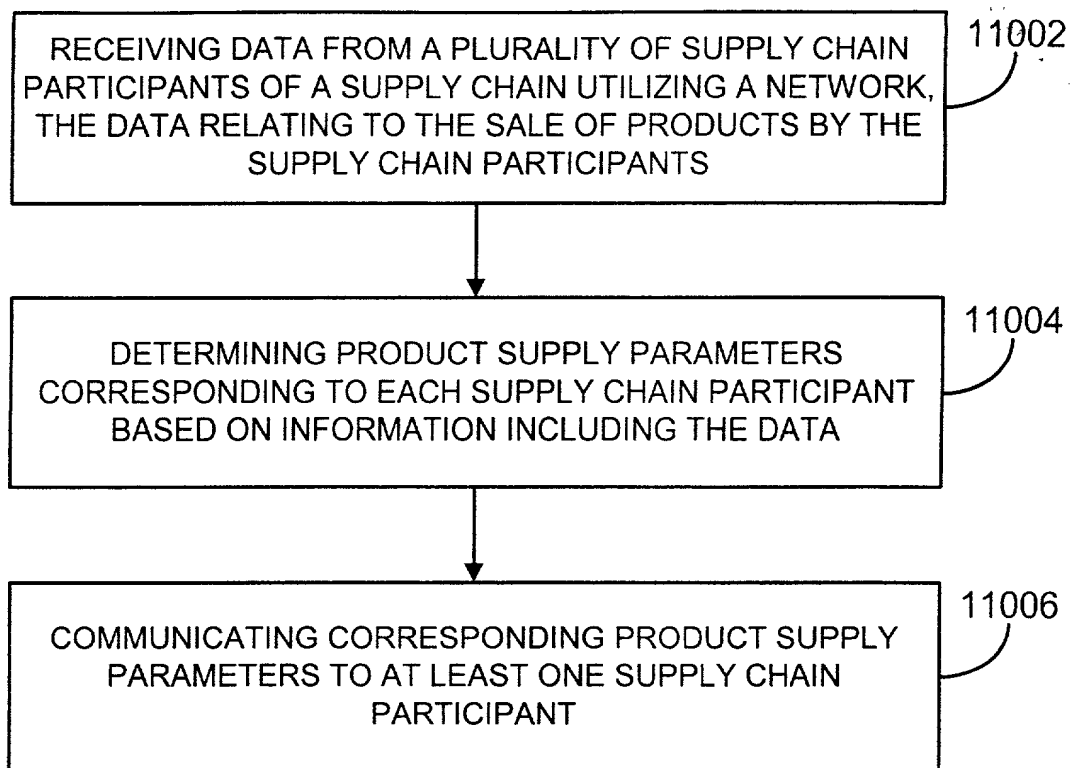 RECEIVING DATA FROM A PLURALITY OF SUPPLY CHAIN
PARTICIPANTS OF A SUPPLY CHAIN UTILIZING A NETWORK,
THE DATA RELATING TO THE SALE OF PRODUCTS BY THE
SUPPLY CHAIN PARTICIPANTS
11002
DETERMINING PRODUCT SUPPLY PARAMETERS
CORRESPONDING TO EACH SUPPLY CHAIN PARTICIPANT
BASED ON INFORMATION INCLUDING THE DATA
11004
COMMUNICATING CORRESPONDING PRODUCT SUPPLY
PARAMETERS TO AT LEAST ONE SUPPLY CHAIN
PARTICIPANT
11006